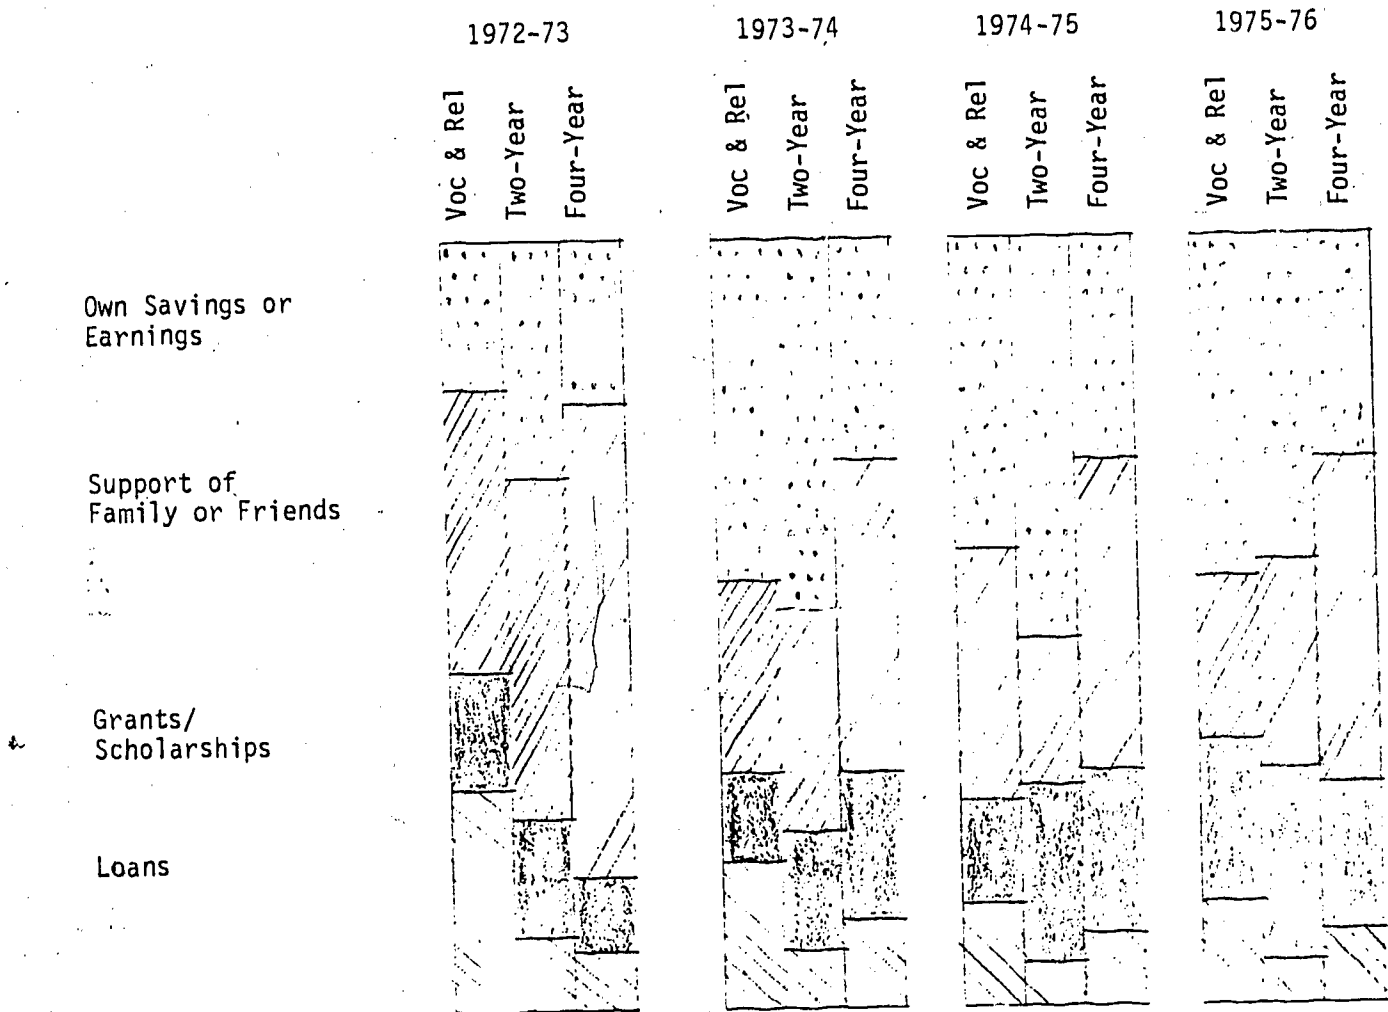 1972-73
1973-74
1974-75
1975-76
Voc & Rel
Two-Year
Four-Year
Voc & Rel
Two-Year
Four-Year
Voc & Rel
Two-Year
Four-Year
Voc & Rel
Two-Year
Four-Year
Own Savings or
Earnings
Support of
Family or Friends
Grants/
Scholarships
Loans